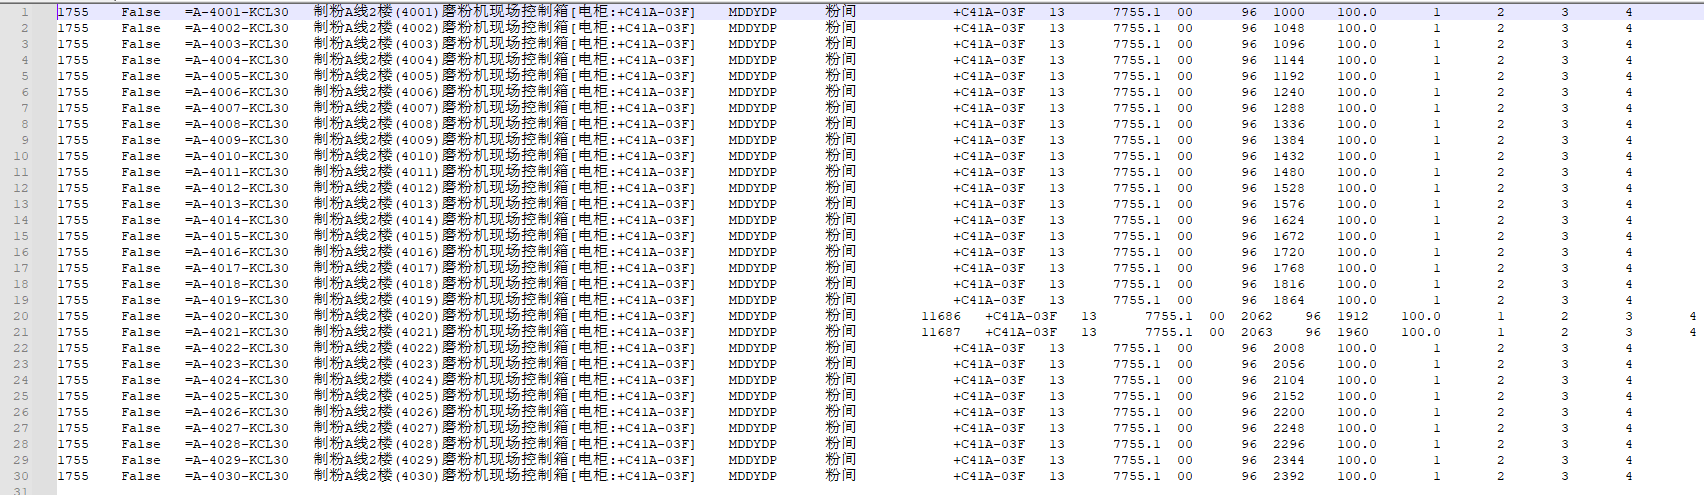 1 1755 False =A-4001-KCL30 制粉A线2楼(4001)磨粉机现场控制箱[电柜:+C41A-03F] MDDYDP 粉间 +C41A-03F 13 7755.1 00 96 1000 100.0 1 2 3 4
2 1755 False =A-4002-KCL30 制粉A线2楼(4002)磨粉机现场控制箱[电柜:+C41A-03F] MDDYDP 粉间 +C41A-03F 13 7755.1 00 96 1048 100.0 1 2 3 4
3 1755 False =A-4003-KCL30 制粉A线2楼(4003)磨粉机现场控制箱[电柜:+C41A-03F] MDDYDP 粉间 +C41A-03F 13 7755.1 00 96 1096 100.0 1 2 3 4
4 1755 False =A-4004-KCL30 制粉A线2楼(4004)磨粉机现场控制箱[电柜:+C41A-03F] MDDYDP 粉间 +C41A-03F 13 7755.1 00 96 1144 100.0 1 2 3 4
5 1755 False =A-4005-KCL30 制粉A线2楼(4005)磨粉机现场控制箱[电柜:+C41A-03F] MDDYDP 粉间 +C41A-03F 13 7755.1 00 96 1192 100.0 1 2 3 4
6 1755 False =A-4006-KCL30 制粉A线2楼(4006)磨粉机现场控制箱[电柜:+C41A-03F] MDDYDP 粉间 +C41A-03F 13 7755.1 00 96 1240 100.0 1 2 3 4
7 1755 False =A-4007-KCL30 制粉A线2楼(4007)磨粉机现场控制箱[电柜:+C41A-03F] MDDYDP 粉间 +C41A-03F 13 7755.1 00 96 1288 100.0 1 2 3 4
8 1755 False =A-4008-KCL30 制粉A线2楼(4008)磨粉机现场控制箱[电柜:+C41A-03F] MDDYDP 粉间 +C41A-03F 13 7755.1 00 96 1336 100.0 1 2 3 4
9 1755 False =A-4009-KCL30 制粉A线2楼(4009)磨粉机现场控制箱[电柜:+C41A-03F] MDDYDP 粉间 +C41A-03F 13 7755.1 00 96 1384 100.0 1 2 3 4
10 1755 False =A-4010-KCL30 制粉A线2楼(4010)磨粉机现场控制箱[电柜:+C41A-03F] MDDYDP 粉间 +C41A-03F 13 7755.1 00 96 1432 100.0 1 2 3 4
11 1755 False =A-4011-KCL30 制粉A线2楼(4011)磨粉机现场控制箱[电柜:+C41A-03F] MDDYDP 粉间 +C41A-03F 13 7755.1 00 96 1480 100.0 1 2 3 4
12 1755 False =A-4012-KCL30 制粉A线2楼(4012)磨粉机现场控制箱[电柜:+C41A-03F] MDDYDP 粉间 +C41A-03F 13 7755.1 00 96 1528 100.0 1 2 3 4
13 1755 False =A-4013-KCL30 制粉A线2楼(4013)磨粉机现场控制箱[电柜:+C41A-03F] MDDYDP 粉间 +C41A-03F 13 7755.1 00 96 1576 100.0 1 2 3 4
14 1755 False =A-4014-KCL30 制粉A线2楼(4014)磨粉机现场控制箱[电柜:+C41A-03F] MDDYDP 粉间 +C41A-03F 13 7755.1 00 96 1624 100.0 1 2 3 4
15 1755 False =A-4015-KCL30 制粉A线2楼(4015)磨粉机现场控制箱[电柜:+C41A-03F] MDDYDP 粉间 +C41A-03F 13 7755.1 00 96 1672 100.0 1 2 3 4
16 1755 False =A-4016-KCL30 制粉A线2楼(4016)磨粉机现场控制箱[电柜:+C41A-03F] MDDYDP 粉间 +C41A-03F 13 7755.1 00 96 1720 100.0 1 2 3 4
17 1755 False =A-4017-KCL30 制粉A线2楼(4017)磨粉机现场控制箱[电柜:+C41A-03F] MDDYDP 粉间 +C41A-03F 13 7755.1 00 96 1768 100.0 1 2 3 4
18 1755 False =A-4018-KCL30 制粉A线2楼(4018)磨粉机现场控制箱[电柜:+C41A-03F] MDDYDP 粉间 +C41A-03F 13 7755.1 00 96 1816 100.0 1 2 3 4
19 1755 False =A-4019-KCL30 制粉A线2楼(4019)磨粉机现场控制箱[电柜:+C41A-03F] MDDYDP 粉间 +C41A-03F 13 7755.1 00 96 1864 100.0 1 2 3 4
20 1755 False =A-4020-KCL30 制粉A线2楼(4020)磨粉机现场控制箱[电柜:+C41A-03F] MDDYDP 粉间 11686 +C41A-03F 13 7755.1 00 2062 96 1912 100.0 1 2 3 4
21 1755 False =A-4021-KCL30 制粉A线2楼(4021)磨粉机现场控制箱[电柜:+C41A-03F] MDDYDP 粉间 11687 +C41A-03F 13 7755.1 00 2063 96 1960 100.0 1 2 3 4
22 1755 False =A-4022-KCL30 制粉A线2楼(4022)磨粉机现场控制箱[电柜:+C41A-03F] MDDYDP 粉间 +C41A-03F 13 7755.1 00 96 2008 100.0 1 2 3 4
23 1755 False =A-4023-KCL30 制粉A线2楼(4023)磨粉机现场控制箱[电柜:+C41A-03F] MDDYDP 粉间 +C41A-03F 13 7755.1 00 96 2056 100.0 1 2 3 4
24 1755 False =A-4024-KCL30 制粉A线2楼(4024)磨粉机现场控制箱[电柜:+C41A-03F] MDDYDP 粉间 +C41A-03F 13 7755.1 00 96 2104 100.0 1 2 3 4
25 1755 False =A-4025-KCL30 制粉A线2楼(4025)磨粉机现场控制箱[电柜:+C41A-03F] MDDYDP 粉间 +C41A-03F 13 7755.1 00 96 2152 100.0 1 2 3 4
26 1755 False =A-4026-KCL30 制粉A线2楼(4026)磨粉机现场控制箱[电柜:+C41A-03F] MDDYDP 粉间 +C41A-03F 13 7755.1 00 96 2200 100.0 1 2 3 4
27 1755 False =A-4027-KCL30 制粉A线2楼(4027)磨粉机现场控制箱[电柜:+C41A-03F] MDDYDP 粉间 +C41A-03F 13 7755.1 00 96 2248 100.0 1 2 3 4
28 1755 False =A-4028-KCL30 制粉A线2楼(4028)磨粉机现场控制箱[电柜:+C41A-03F] MDDYDP 粉间 +C41A-03F 13 7755.1 00 96 2296 100.0 1 2 3 4
29 1755 False =A-4029-KCL30 制粉A线2楼(4029)磨粉机现场控制箱[电柜:+C41A-03F] MDDYDP 粉间 +C41A-03F 13 7755.1 00 96 2344 100.0 1 2 3 4
30 1755 False =A-4030-KCL30 制粉A线2楼(4030)磨粉机现场控制箱[电柜:+C41A-03F] MDDYDP 粉间 +C41A-03F 13 7755.1 00 96 2392 100.0 1 2 3 4
31